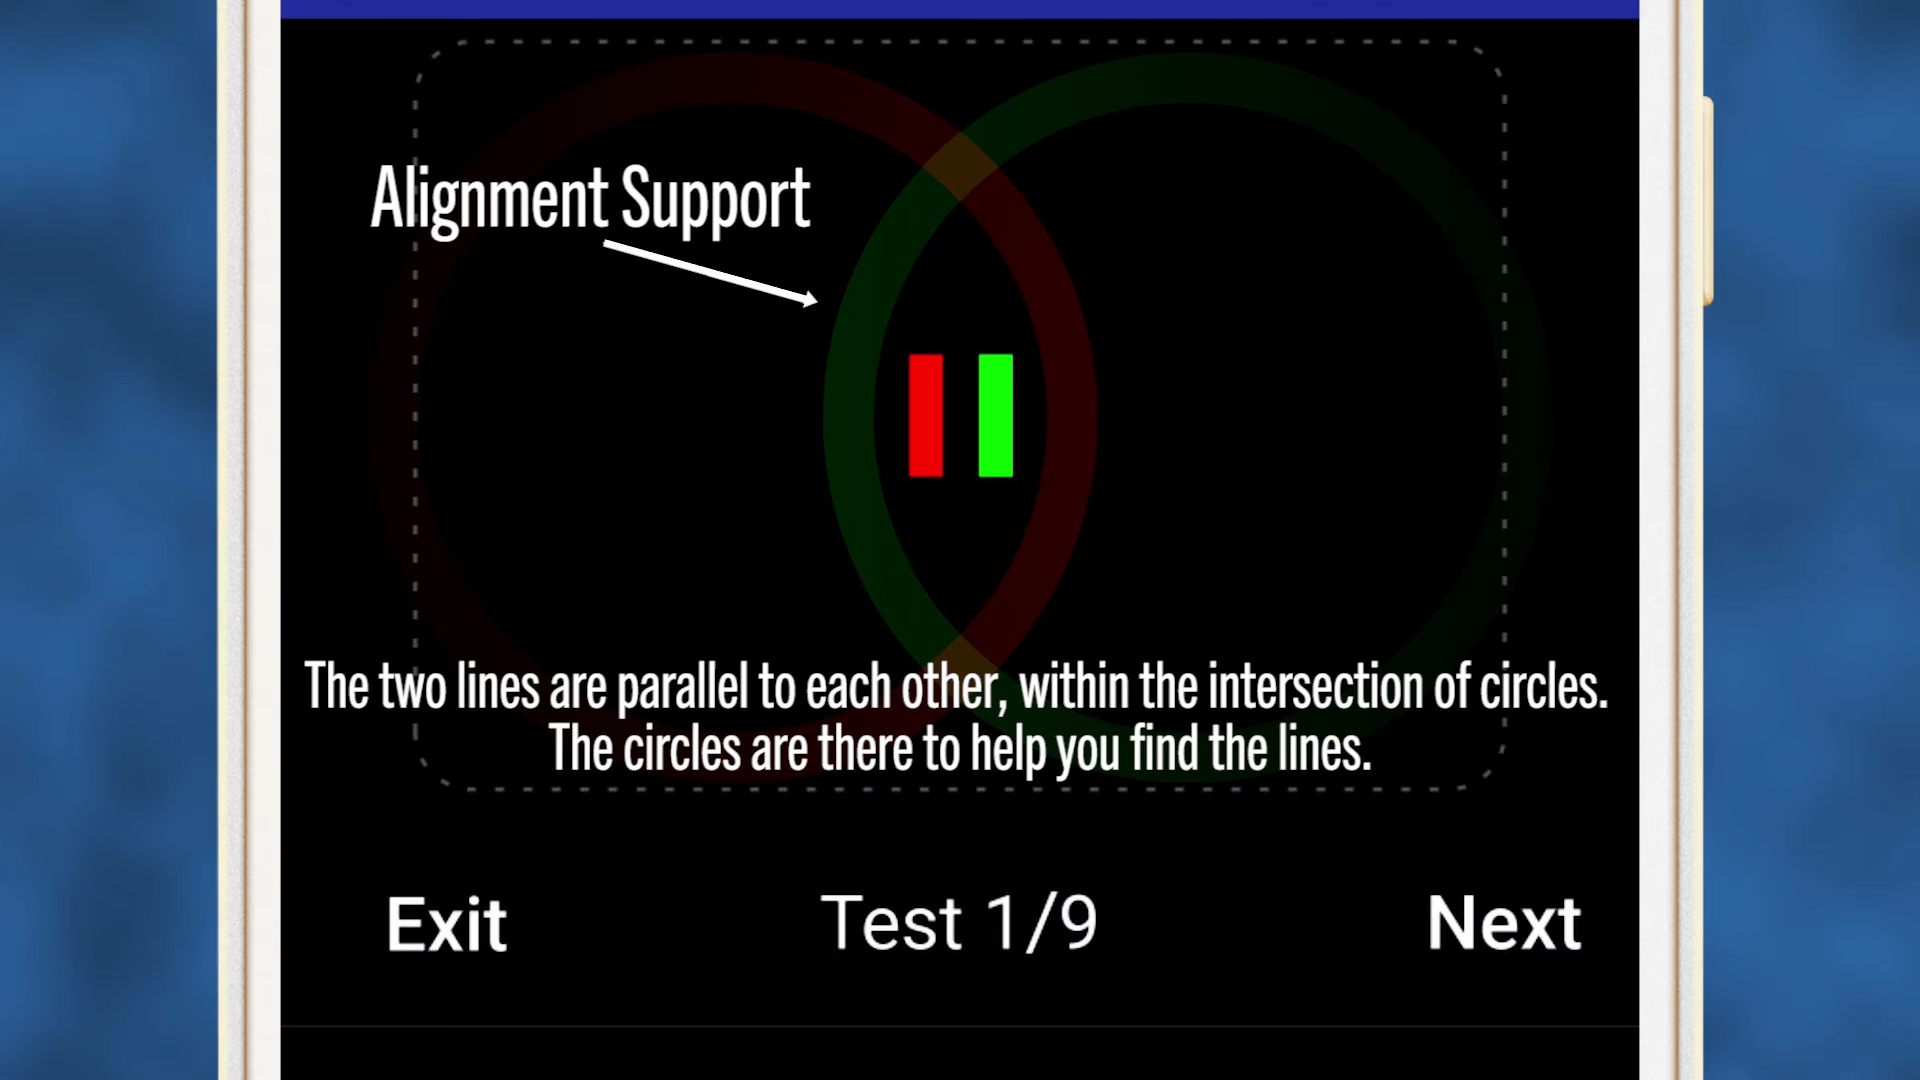 Alignment Support
The two lines are parallel to each other, within the intersection of circles.
The circles are there to help you find the lines.
Exit
Test 1/9
Next